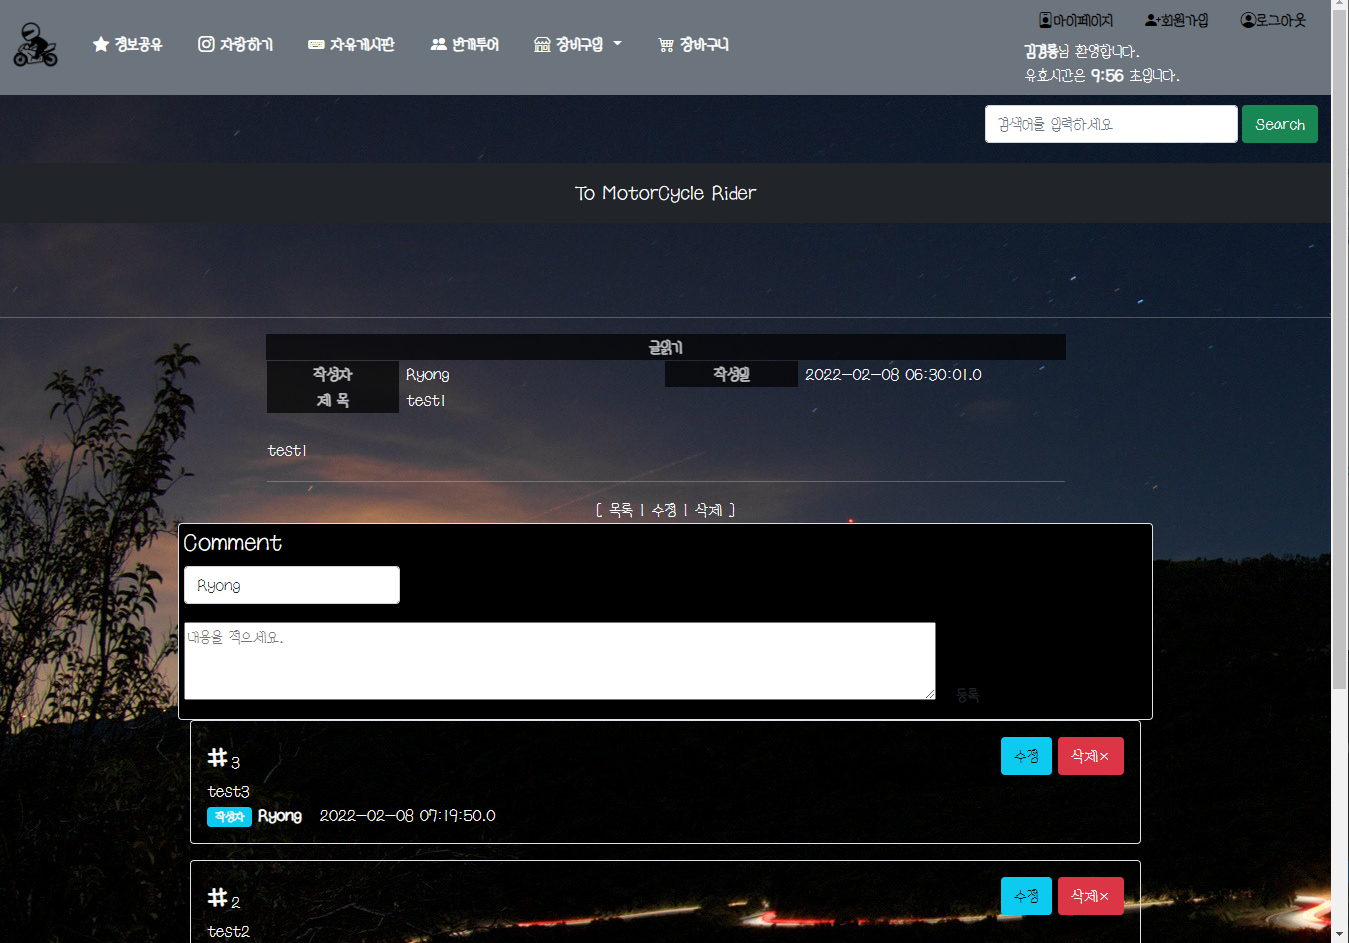 마이페이지 회원가입 로그아웃
정보공유 자랑하기 자유게시판 번개투어 장비구입 장바구니
김경룡님 환영합니다.
유효시간은 9:56 초입니다.
검색어를 입력하세요 Search
To MotorCycle Rider
글읽기
작성자 Ryong 작성일 2022-02-08 06:30:01.0
제 목 test1
test1
[ 목록 | 수정 | 삭제 ]
Comment
Ryong
내용을 적으세요.
등록
#3 수정 삭제×
test3
작성자 Ryong 2022-02-08 07:19:50.0
#2 수정 삭제×
test2